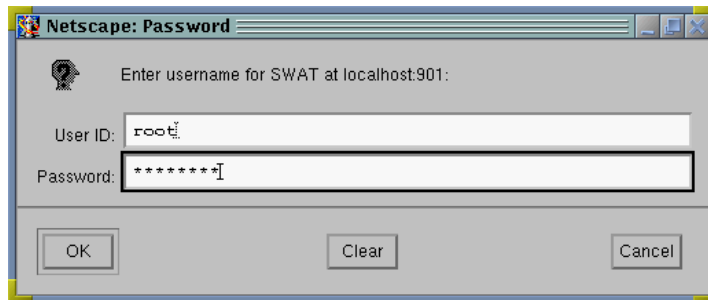 Netscape: Password
Enter username for SWAT at localhost:901:
User ID: root
Password: ********
OK Clear Cancel